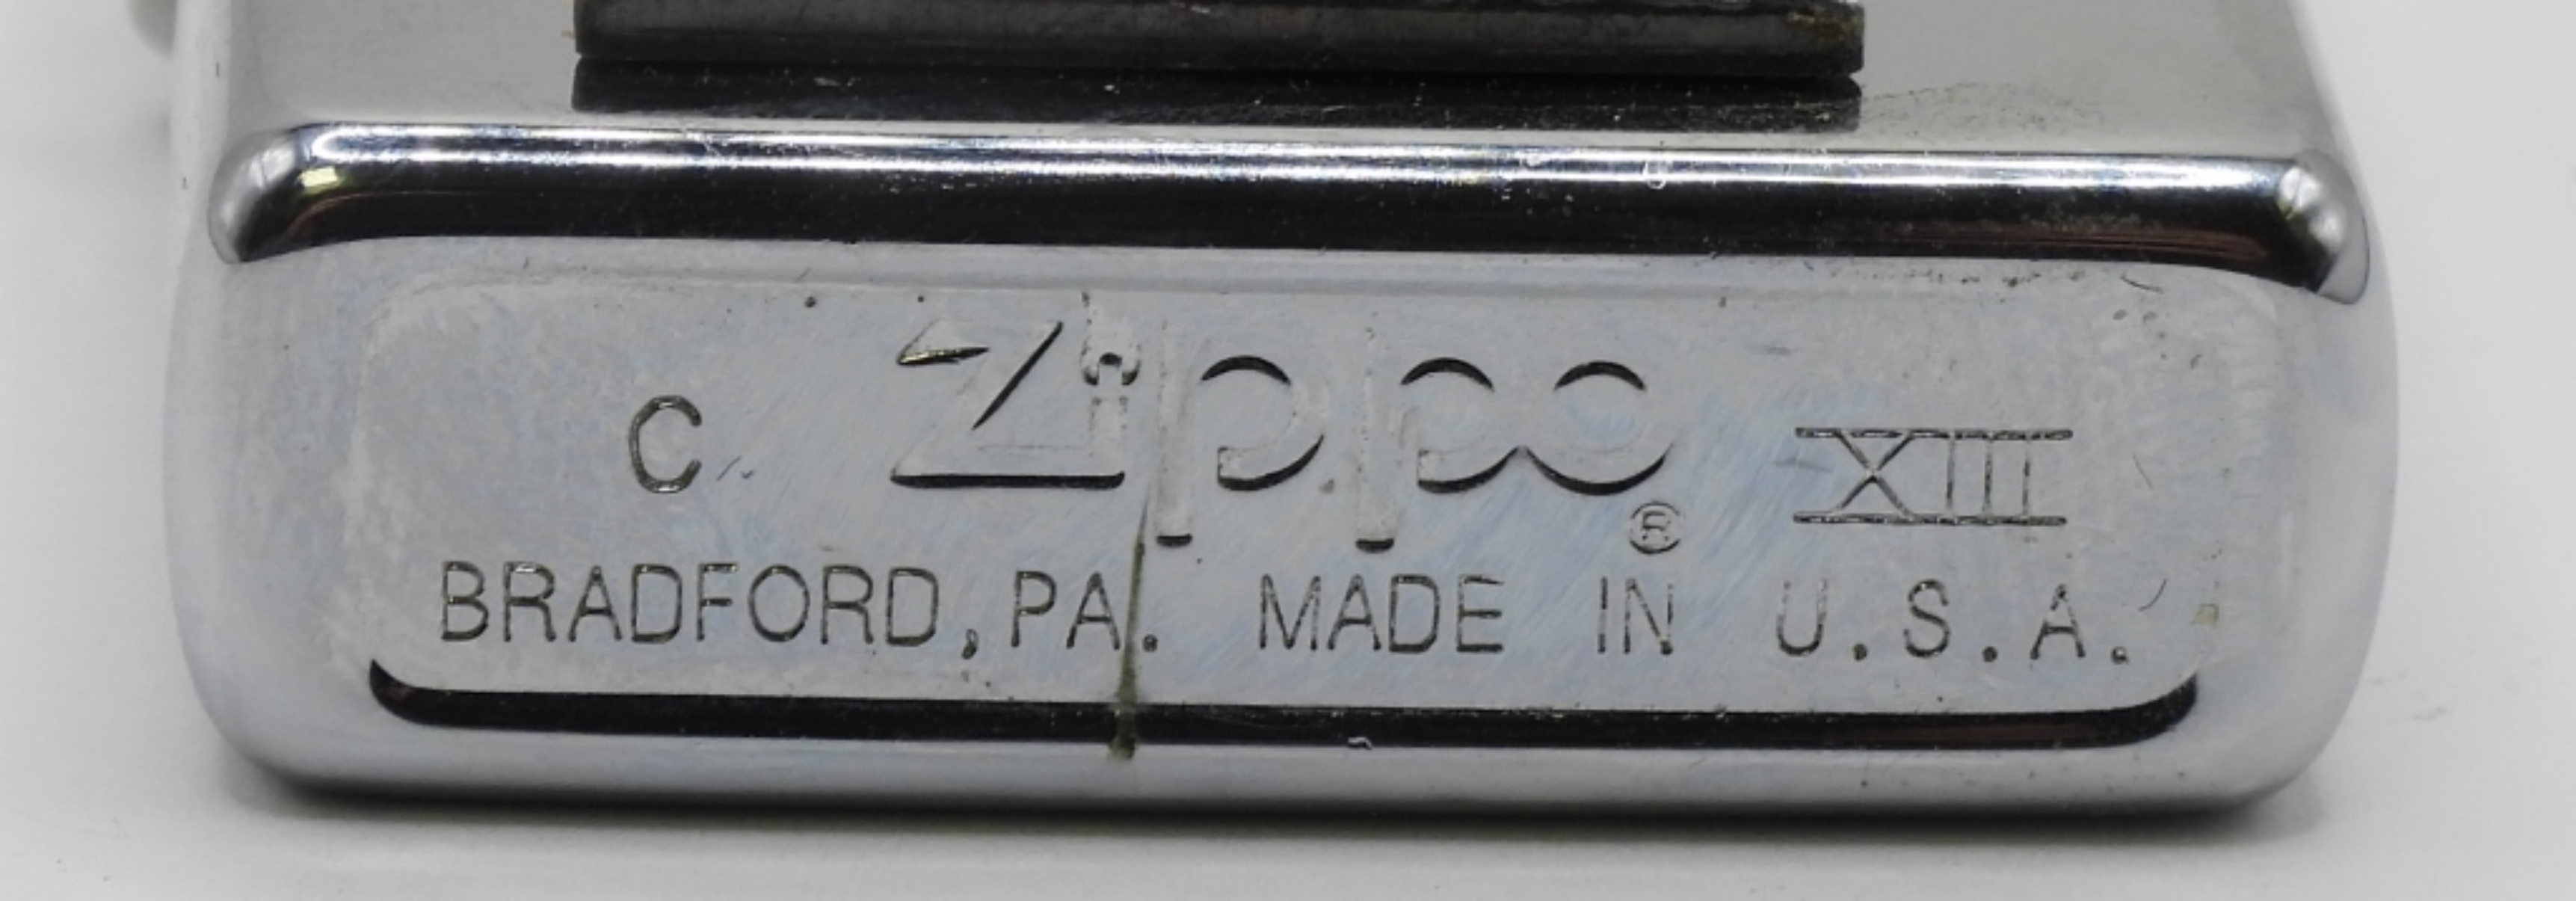 C Zippo® XIII
BRADFORD, PA. MADE IN U.S.A.